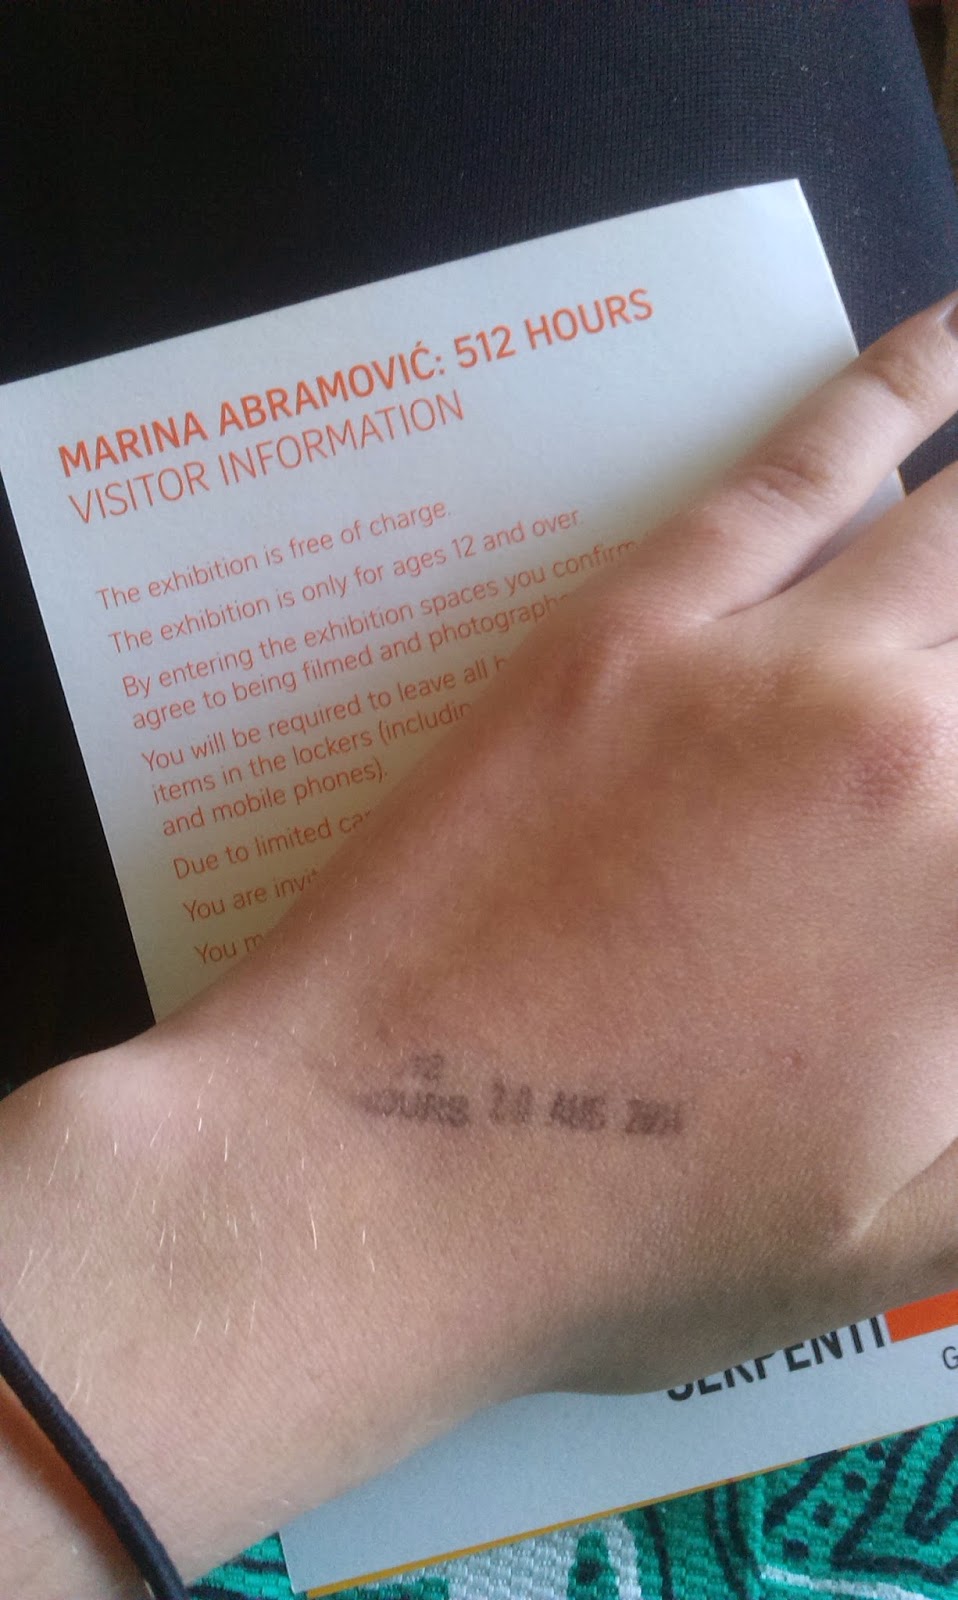 MARINA ABRAMOVIĆ: 512 HOURS
VISITOR INFORMATION
The exhibition is free of charge.
The exhibition is only for ages 12 and over.
By entering the exhibition spaces you confirm
agree to being filmed and photographe
You will be required to leave all
items in the lockers (includin
and mobile phones).
Due to limited ca
You are invi
You m
12
HOURS 20 AUG 2014
SERPENTI
G